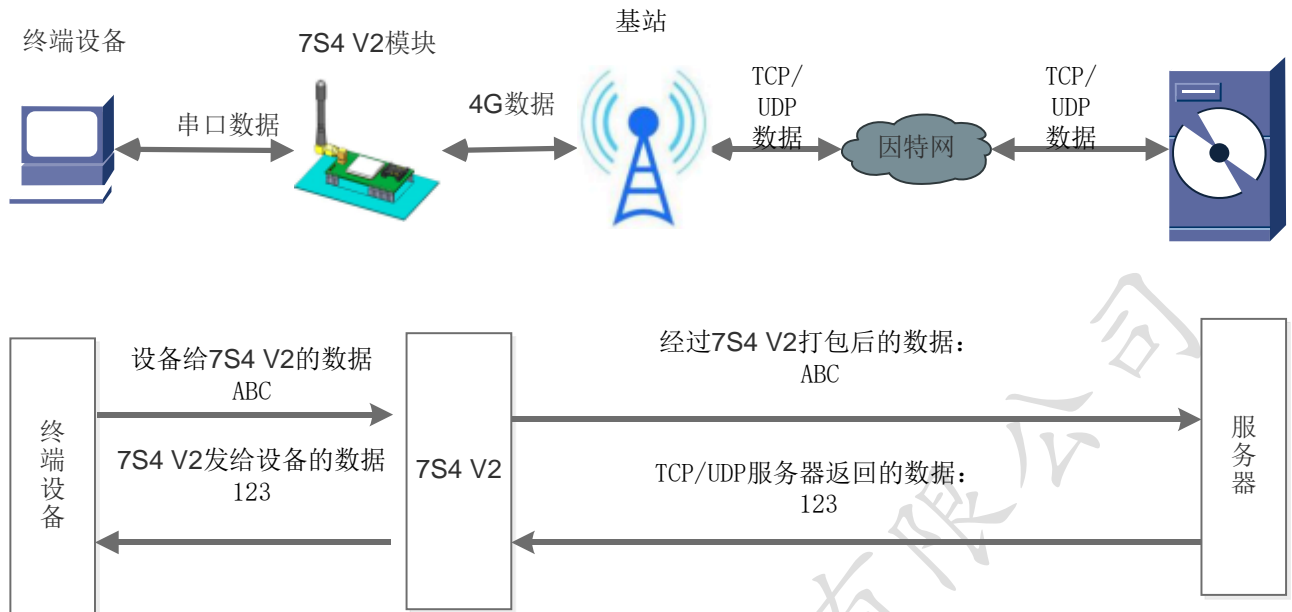 基站
终端设备
7S4 V2模块
串口数据
4G数据
TCP/
UDP
数据
因特网
TCP/
UDP
数据
设备给7S4 V2的数据
ABC
经过7S4 V2打包后的数据：
ABC
终端设备
7S4 V2发给设备的数据
123
7S4 V2
TCP/UDP服务器返回的数据：
123
服务器
有限公司